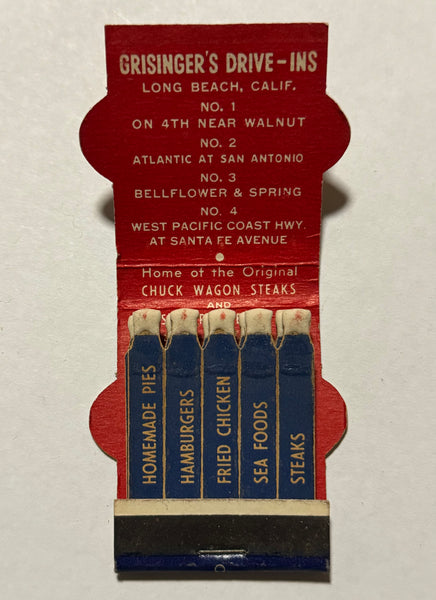 GRISINGER'S DRIVE-INS
LONG BEACH, CALIF.
NO. 1
ON 4TH NEAR WALNUT
NO. 2
ATLANTIC AT SAN ANTONIO
NO. 3
BELLFLOWER & SPRING
NO. 4
WEST PACIFIC COAST HWY.
AT SANTA FE AVENUE
Home of the Original
CHUCK WAGON STEAKS
AND
HOMEMADE PIES
HAMBURGERS
FRIED CHICKEN
SEA FOODS
STEAKS